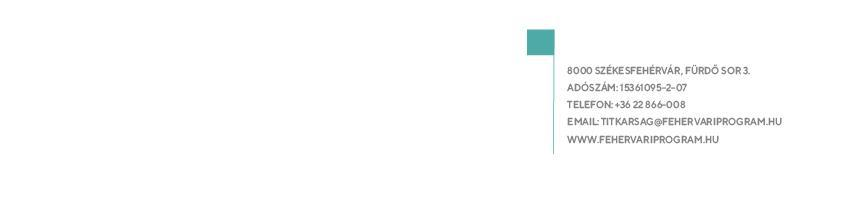 8000 SZÉKESFEHÉRVÁR, FÜRDŐ SOR 3.
ADÓSZÁM: 15361095-2-07
TELEFON: +36 22 866-008
EMAIL: TITKARSAG@FEHERVARIPROGRAM.HU
WWW.FEHERVARIPROGRAM.HU